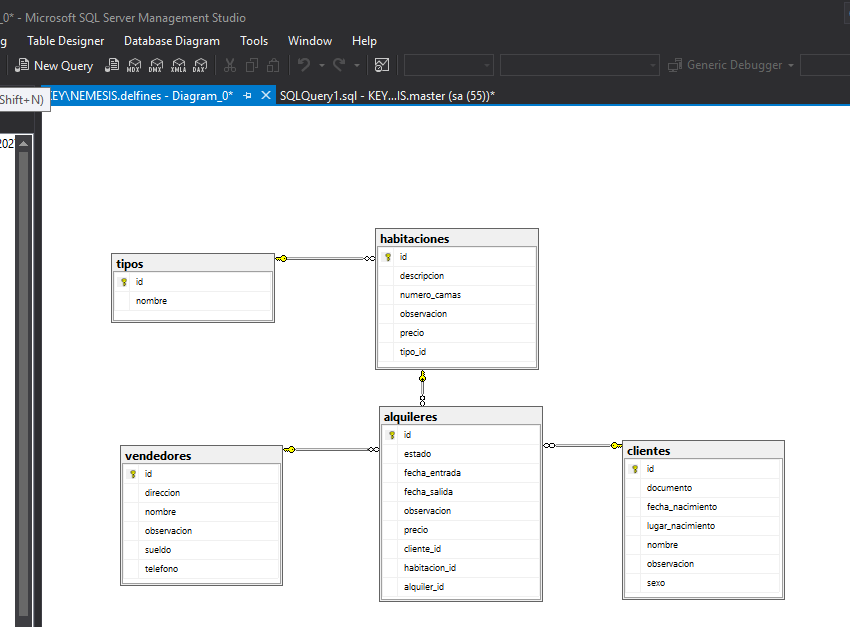 _0* - Microsoft SQL Server Management Studio
g Table Designer Database Diagram Tools Window Help
New Query MDX DMX XMLA DAX Generic Debugger
Shift+N) KEY\NEMESIS.delfines - Diagram_0* SQLQuery1.sql - KEY...IS.master (sa (55))*
202
habitaciones
id
descripcion
numero_camas
observacion
precio
tipo_id
tipos
id
nombre
alquileres
id
estado
fecha_entrada
fecha_salida
observacion
precio
cliente_id
habitacion_id
alquiler_id
vendedores
id
direccion
nombre
observacion
sueldo
telefono
clientes
id
documento
fecha_nacimiento
lugar_nacimiento
nombre
observacion
sexo